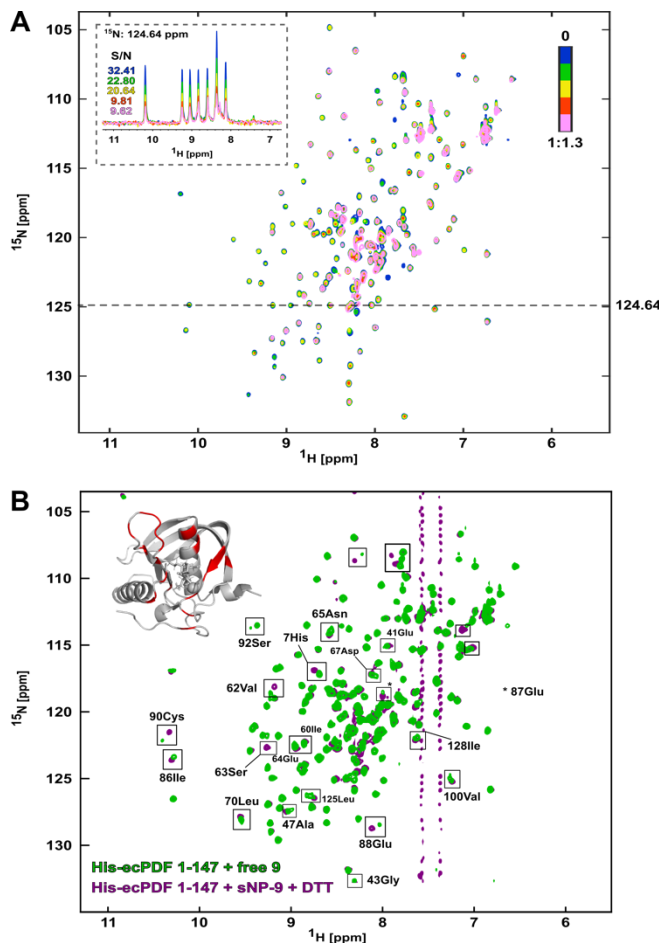 A
¹⁵N: 124.64 ppm
S/N
32.41
22.80
20.64
9.81
9.62
11 10 9 8 7
¹H [ppm]
0
1:1.3
105
110
115
120
125
130
¹⁵N [ppm]
124.64
11 10 9 8 7 6
¹H [ppm]
B
105
110
115
120
125
130
135
¹⁵N [ppm]
92Ser
65Asn
7His
67Asp
41Glu
62Val
*
* 87Glu
90Cys
60Ile
86Ile
63Ser
64Glu
128Ile
70Leu
125Leu
100Val
47Ala
88Glu
43Gly
His-ecPDF 1-147 + free 9
His-ecPDF 1-147 + sNP-9 + DTT
11 10 9 8 7 6
¹H [ppm]